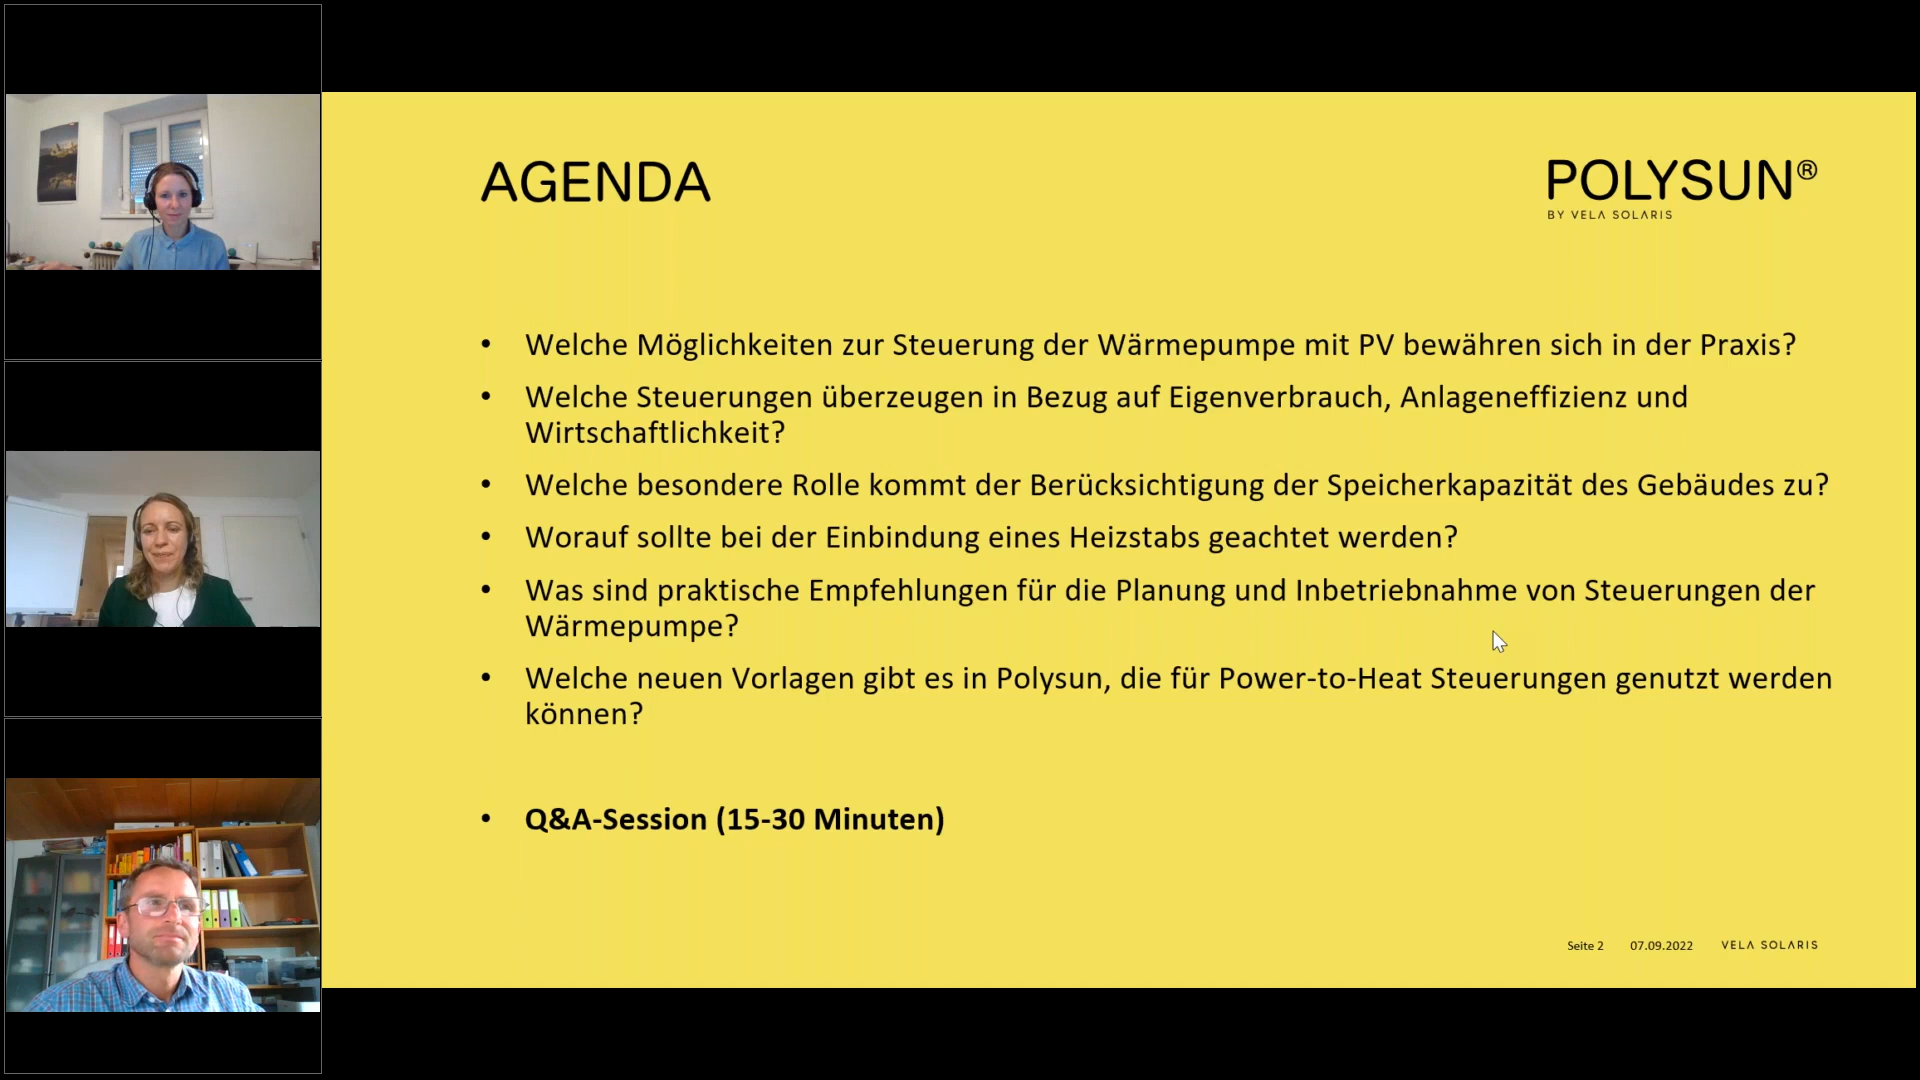 AGENDA
POLYSUN®
BY VELA SOLARIS
• Welche Möglichkeiten zur Steuerung der Wärmepumpe mit PV bewähren sich in der Praxis?
• Welche Steuerungen überzeugen in Bezug auf Eigenverbrauch, Anlageneffizienz und
Wirtschaftlichkeit?
• Welche besondere Rolle kommt der Berücksichtigung der Speicherkapazität des Gebäudes zu?
• Worauf sollte bei der Einbindung eines Heizstabs geachtet werden?
• Was sind praktische Empfehlungen für die Planung und Inbetriebnahme von Steuerungen der
Wärmepumpe?
• Welche neuen Vorlagen gibt es in Polysun, die für Power-to-Heat Steuerungen genutzt werden
können?
• Q&A-Session (15-30 Minuten)
Seite 2 07.09.2022 VELA SOLARIS